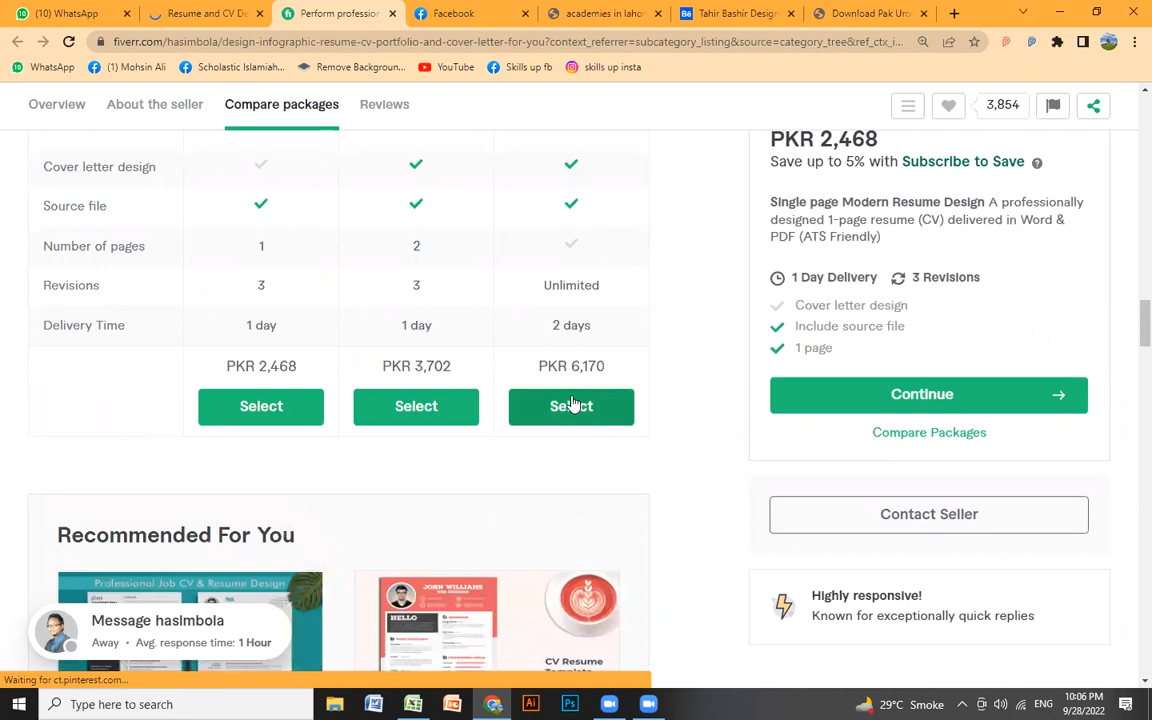 (10) WhatsApp
Resume and CV De
Perform profession
Facebook
academies in lahor
Tahir Bashir Design
Download Pak Uro
fiverr.com/hasimbola/design-infographic-resume-cv-portfolio-and-cover-letter-for-you?context_referrer=subcategory_listing&source=category_tree&ref_ctx_i...
WhatsApp
(1) Mohsin Ali
Scholastic Islamiah...
Remove Backgroun...
YouTube
Skills up fb
skills up insta
Overview
About the seller
Compare packages
Reviews
3,854
Cover letter design
Source file
Number of pages
1
2
Revisions
3
3
Unlimited
Delivery Time
1 day
1 day
2 days
PKR 2,468
PKR 3,702
PKR 6,170
Select
Select
Select
PKR 2,468
Save up to 5% with Subscribe to Save
Single page Modern Resume Design A professionally
designed 1-page resume (CV) delivered in Word &
PDF (ATS Friendly)
1 Day Delivery
3 Revisions
Cover letter design
Include source file
1 page
Continue
Compare Packages
Contact Seller
Highly responsive!
Known for exceptionally quick replies
Recommended For You
Professional Job CV & Resume Design
JOHN WILLIAMS
HELLO
CV Resume
Message hasimbola
Away • Avg. response time: 1 Hour
Waiting for ct.pinterest.com...
Type here to search
29°C Smoke
ENG
10:06 PM
9/28/2022